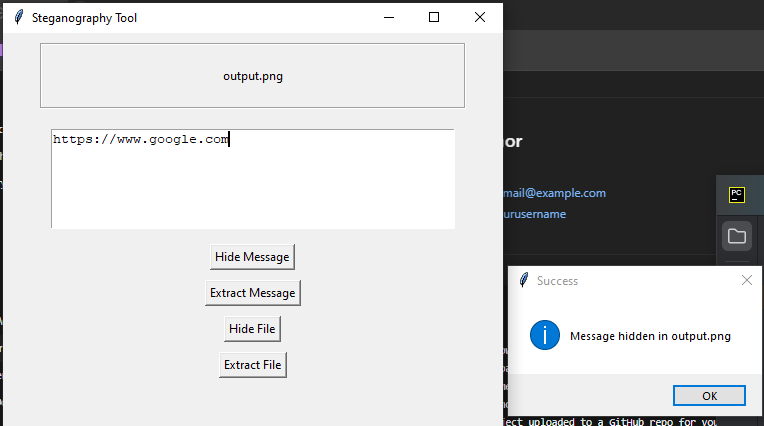 Steganography Tool
output.png
https://www.google.com
Hide Message
Extract Message
Hide File
Extract File
or
mail@example.com
urusername
PC
Success
Message hidden in output.png
OK
ject uploaded to a GitHub repo for you